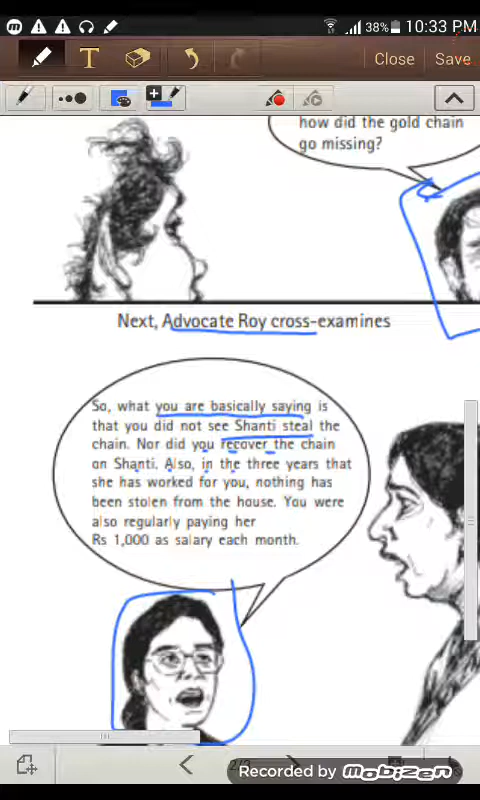 38% 10:33 PM
T Close Save
how did the gold chain
go missing?
Next, Advocate Roy cross-examines
So, what you are basically saying is
that you did not see Shanti steal the
chain. Nor did you recover the chain
on Shanti. Also, in the three years that
she has worked for you, nothing has
been stolen from the house. You were
also regularly paying her
Rs 1,000 as salary each month.
Recorded by Mobizen